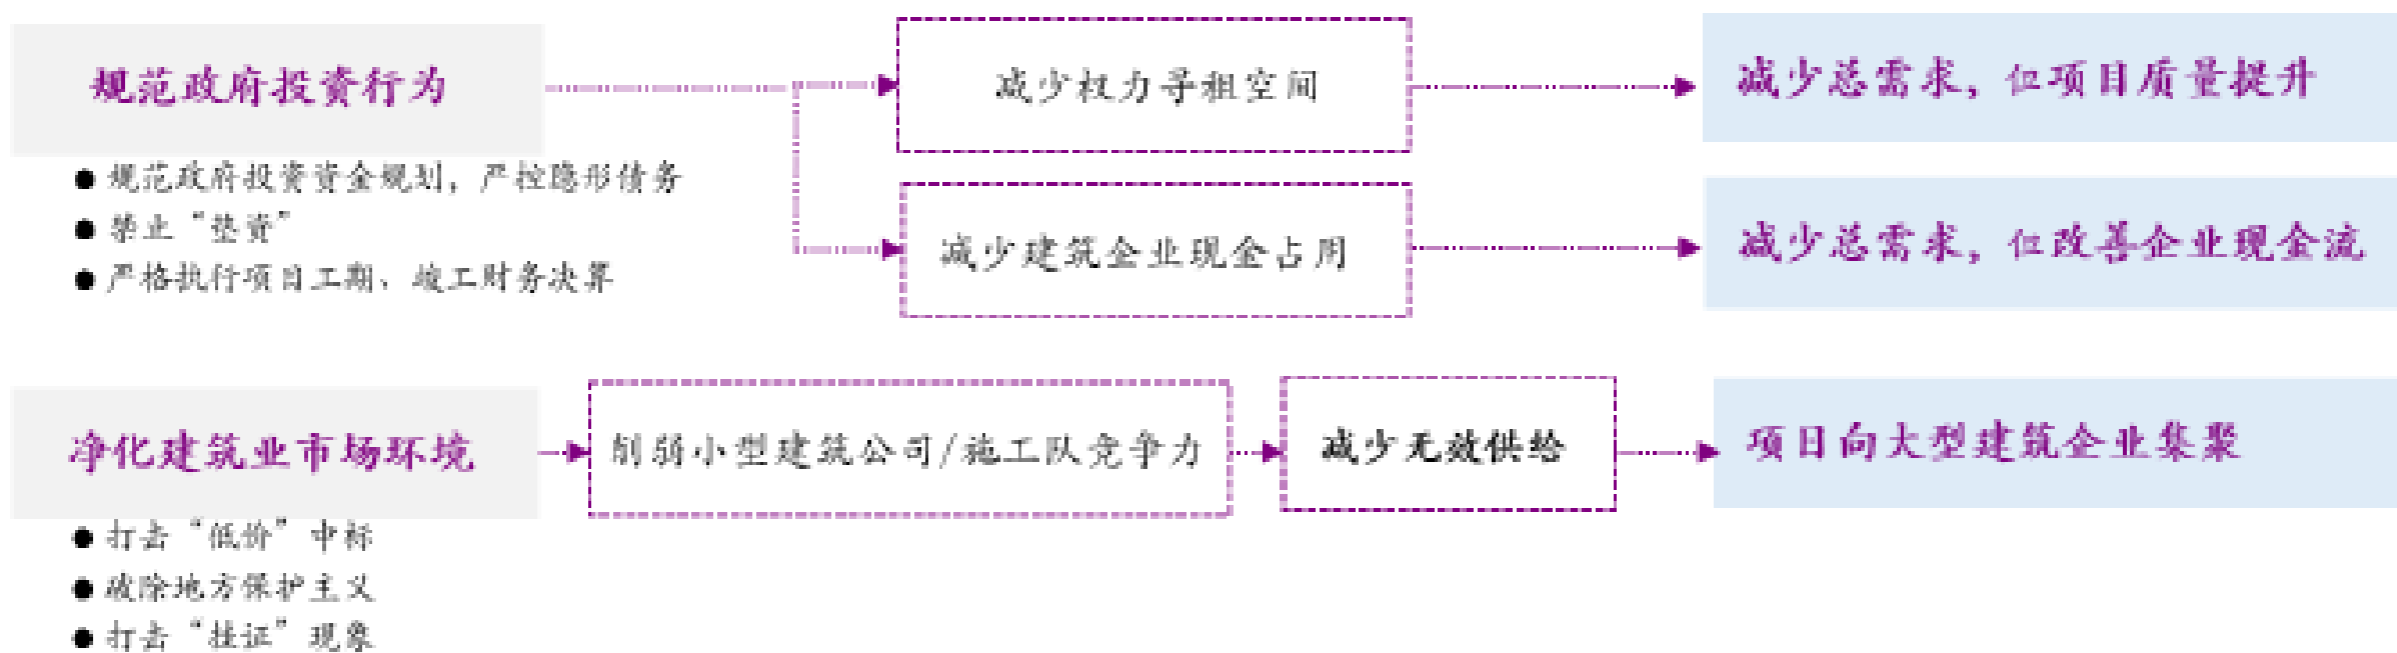 规范政府投资行为
减少权力寻租空间
减少总需求，但项目质量提升
● 规范政府投资资金规划，严控隐形债务
● 禁止“垫资”
● 严格执行项目工期、竣工财务决算
减少建筑企业现金占用
减少总需求，但改善企业现金流
净化建筑业市场环境
削弱小型建筑公司/施工队竞争力
减少无效供给
项目向大型建筑企业集聚
● 打击“低价”中标
● 破除地方保护主义
● 打击“挂证”现象